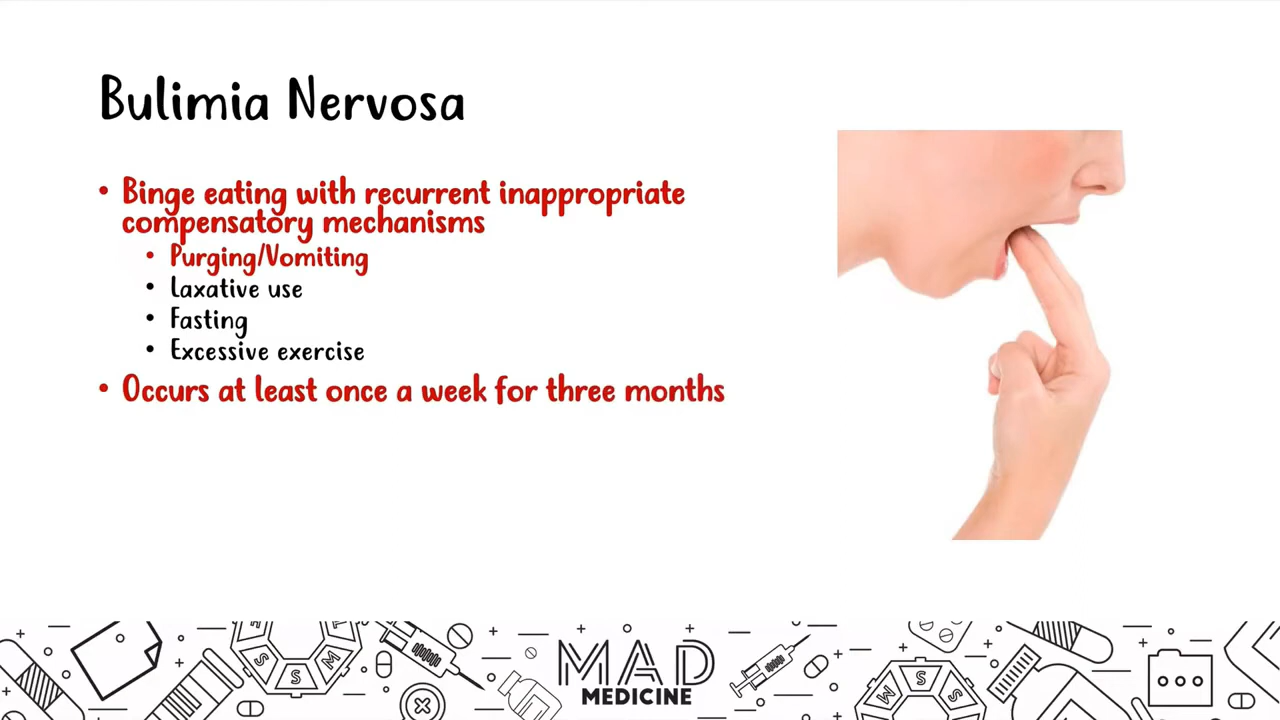 Bulimia Nervosa
• Binge eating with recurrent inappropriate
compensatory mechanisms
• Purging/Vomiting
• Laxative use
• Fasting
• Excessive exercise
• Occurs at least once a week for three months
MAD
MEDICINE
S
S
M
M
S
S